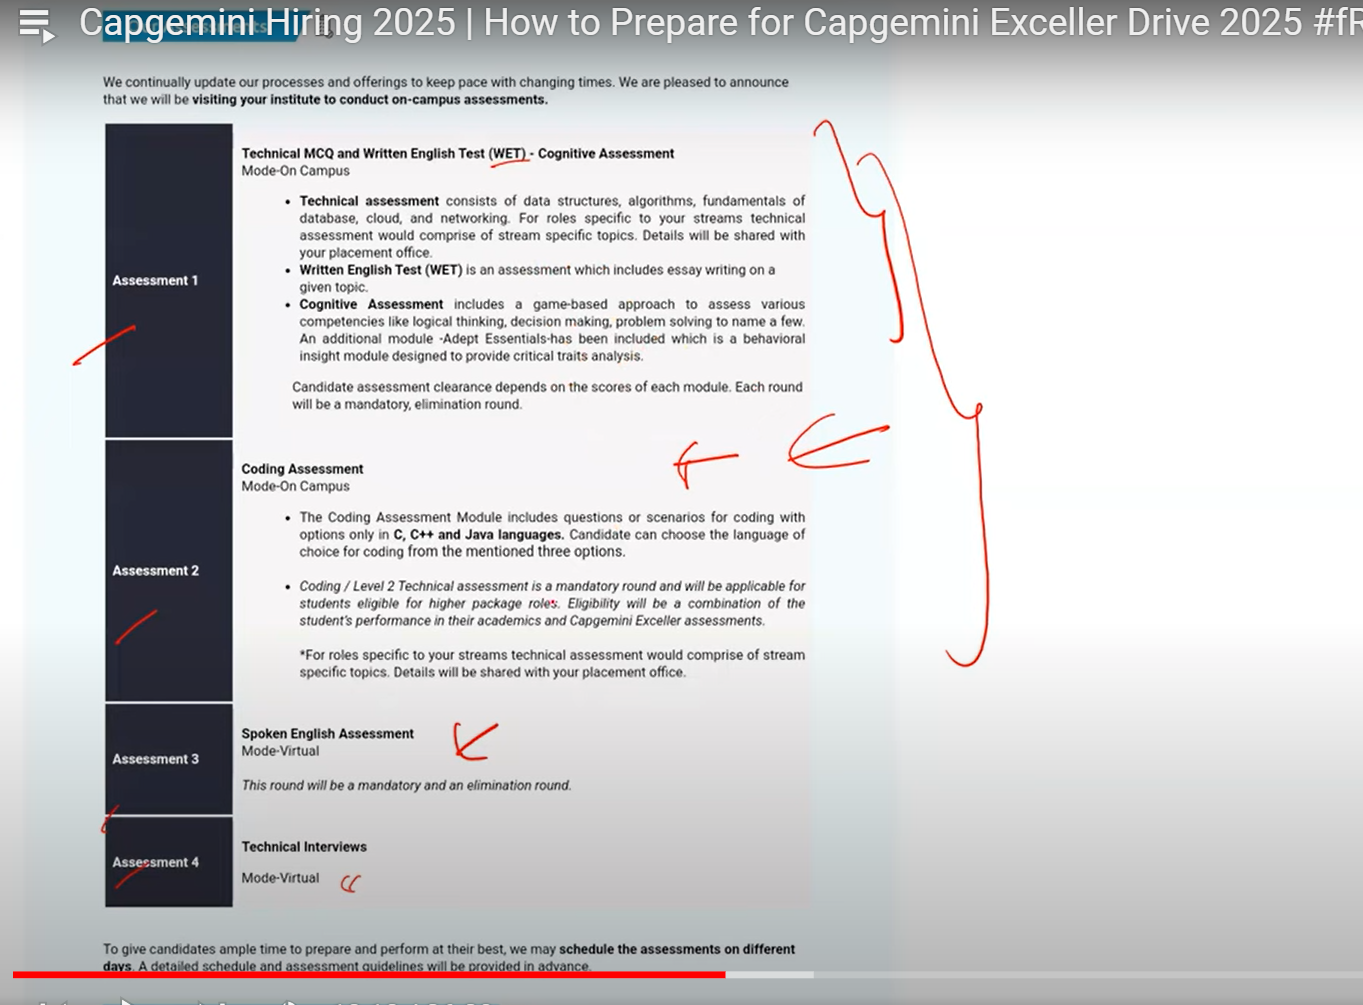 Capgemini Hiring 2025 | How to Prepare for Capgemini Exceller Drive 2025 #fR
We continually update our processes and offerings to keep pace with changing times. We are pleased to announce
that we will be visiting your institute to conduct on-campus assessments.
Assessment 1
Technical MCQ and Written English Test (WET) - Cognitive Assessment
Mode-On Campus
• Technical assessment consists of data structures, algorithms, fundamentals of
database, cloud, and networking. For roles specific to your streams technical
assessment would comprise of stream specific topics. Details will be shared with
your placement office.
• Written English Test (WET) is an assessment which includes essay writing on a
given topic.
• Cognitive Assessment includes a game-based approach to assess various
competencies like logical thinking, decision making, problem solving to name a few.
An additional module -Adept Essentials-has been included which is a behavioral
insight module designed to provide critical traits analysis.
Candidate assessment clearance depends on the scores of each module. Each round
will be a mandatory, elimination round.
Assessment 2
Coding Assessment
Mode-On Campus
• The Coding Assessment Module includes questions or scenarios for coding with
options only in C, C++ and Java languages. Candidate can choose the language of
choice for coding from the mentioned three options.
• Coding / Level 2 Technical assessment is a mandatory round and will be applicable for
students eligible for higher package roles. Eligibility will be a combination of the
student's performance in their academics and Capgemini Exceller assessments.
*For roles specific to your streams technical assessment would comprise of stream
specific topics. Details will be shared with your placement office.
Assessment 3
Spoken English Assessment
Mode-Virtual
This round will be a mandatory and an elimination round.
Assessment 4
Technical Interviews
Mode-Virtual
To give candidates ample time to prepare and perform at their best, we may schedule the assessments on different
days. A detailed schedule and assessment guidelines will be provided in advance.